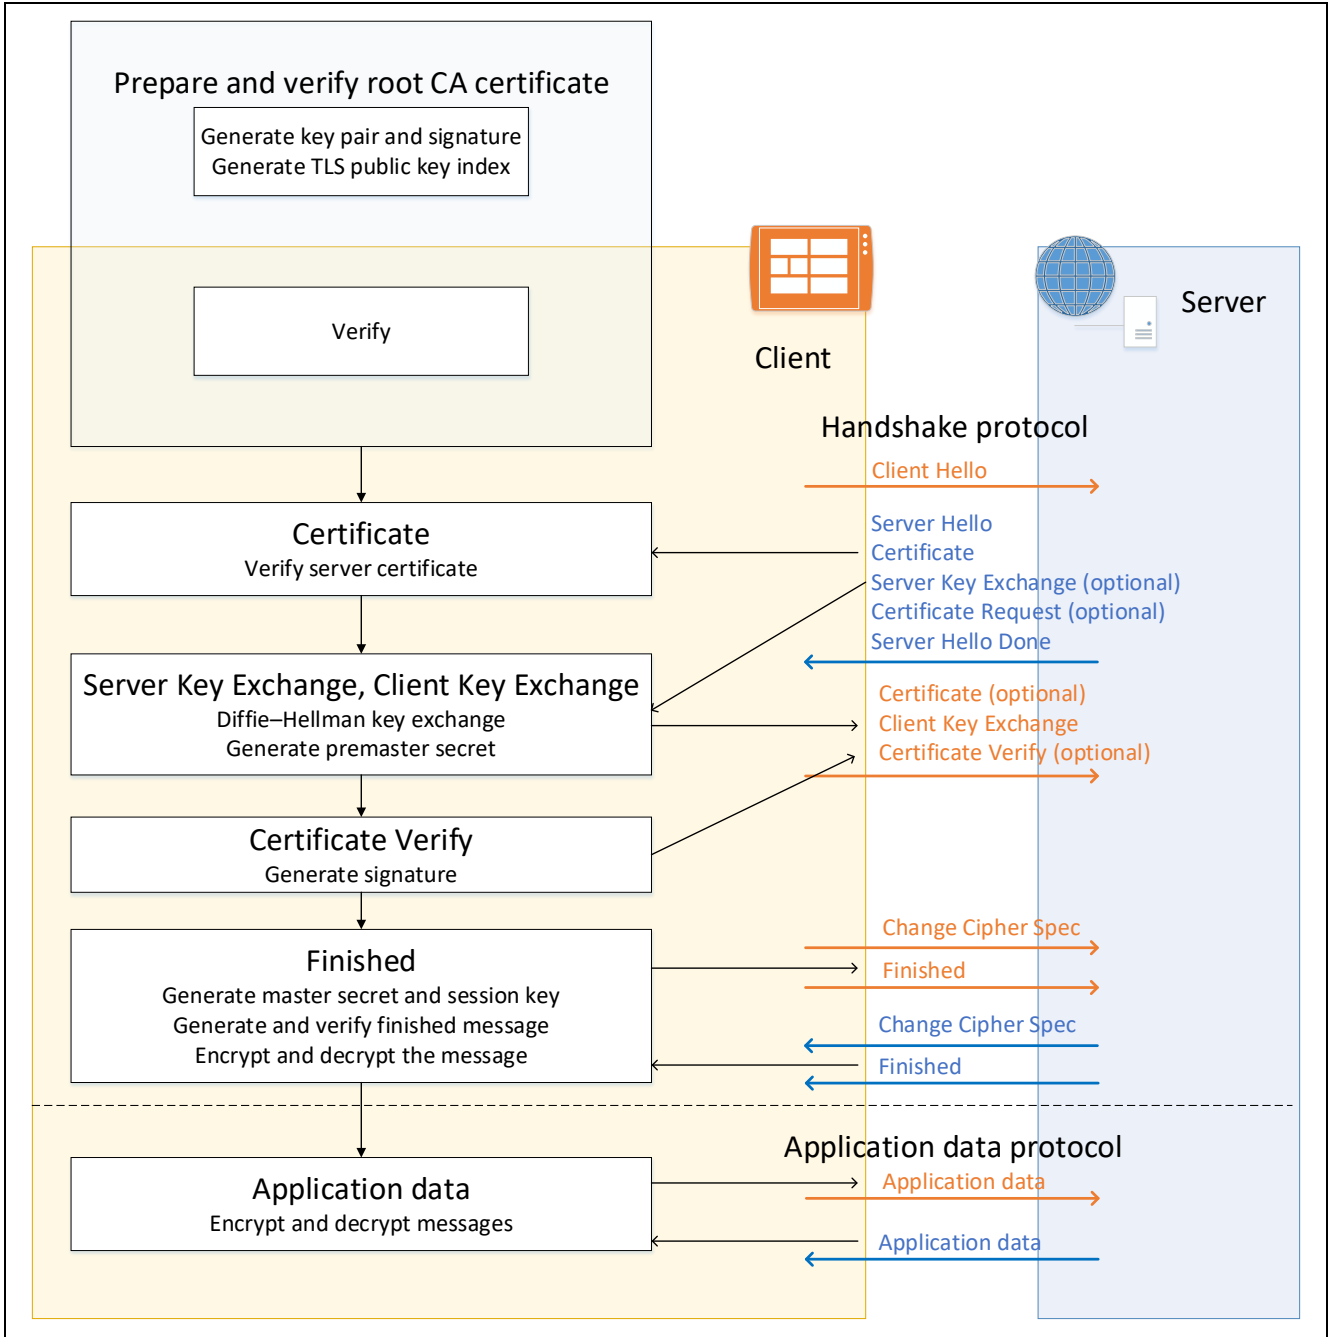 Prepare and verify root CA certificate
Generate key pair and signature
Generate TLS public key index
Verify
Client
Server
Handshake protocol
Client Hello
Certificate
Verify server certificate
Server Hello
Certificate
Server Key Exchange (optional)
Certificate Request (optional)
Server Hello Done
Server Key Exchange, Client Key Exchange
Diffie–Hellman key exchange
Generate premaster secret
Certificate (optional)
Client Key Exchange
Certificate Verify (optional)
Certificate Verify
Generate signature
Finished
Generate master secret and session key
Generate and verify finished message
Encrypt and decrypt the message
Change Cipher Spec
Finished
Change Cipher Spec
Finished
Application data protocol
Application data
Encrypt and decrypt messages
Application data
Application data